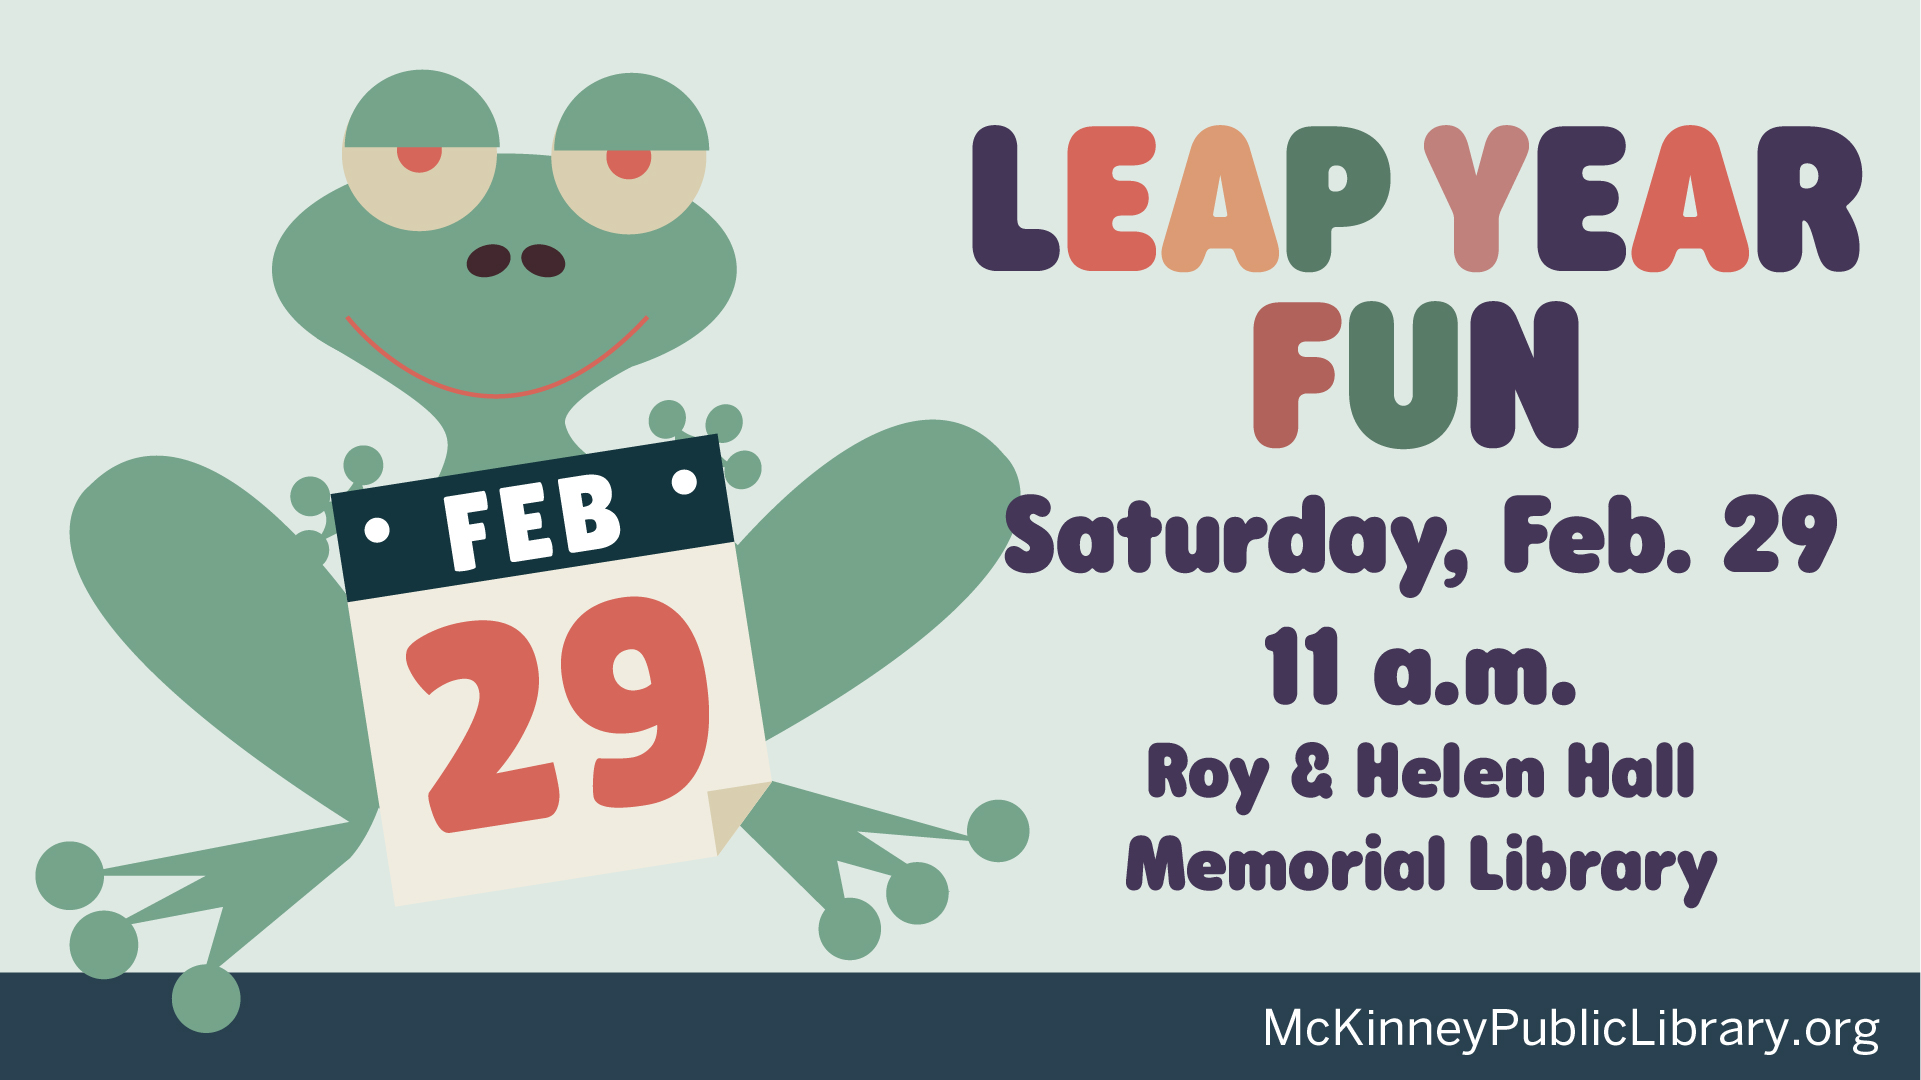 LEAP YEAR
FUN
FEB
29
Saturday, Feb. 29
11 a.m.
Roy & Helen Hall
Memorial Library
McKinneyPublicLibrary.org